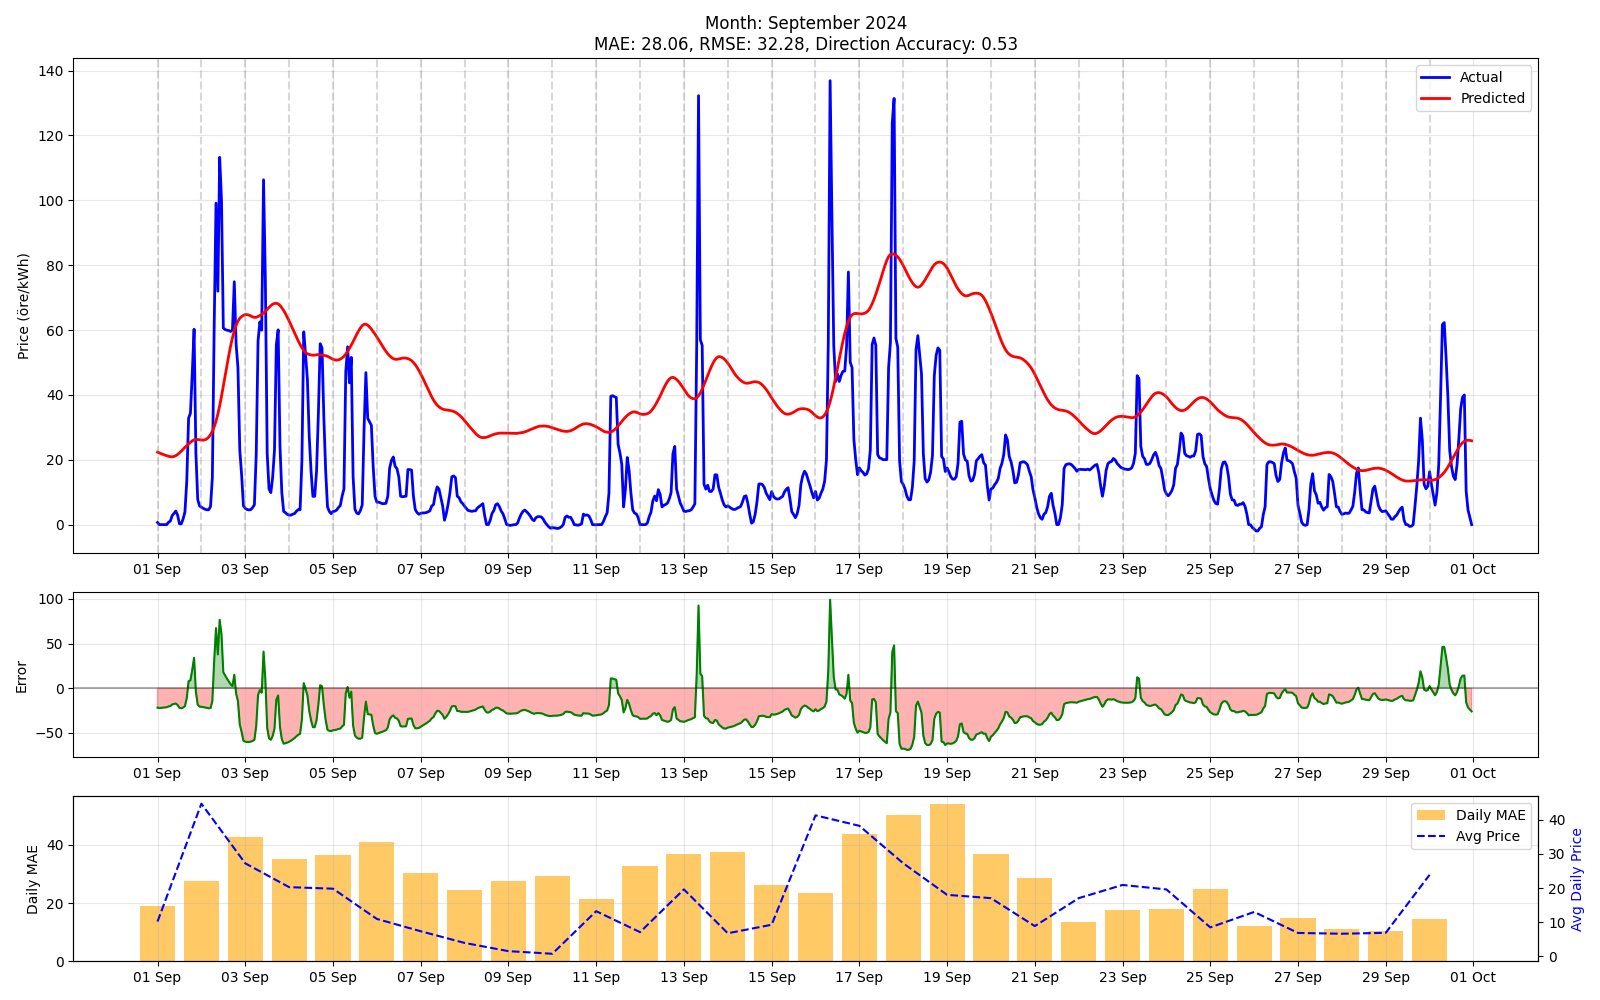 Month: September 2024
MAE: 28.06, RMSE: 32.28, Direction Accuracy: 0.53
Price (öre/kWh)
140
120
100
80
60
40
20
0
Actual
Predicted
01 Sep 03 Sep 05 Sep 07 Sep 09 Sep 11 Sep 13 Sep 15 Sep 17 Sep 19 Sep 21 Sep 23 Sep 25 Sep 27 Sep 29 Sep 01 Oct
Error
100
50
0
−50
01 Sep 03 Sep 05 Sep 07 Sep 09 Sep 11 Sep 13 Sep 15 Sep 17 Sep 19 Sep 21 Sep 23 Sep 25 Sep 27 Sep 29 Sep 01 Oct
Daily MAE
40
20
0
Daily MAE
Avg Price
40
30
20
10
0
Avg Daily Price
01 Sep 03 Sep 05 Sep 07 Sep 09 Sep 11 Sep 13 Sep 15 Sep 17 Sep 19 Sep 21 Sep 23 Sep 25 Sep 27 Sep 29 Sep 01 Oct